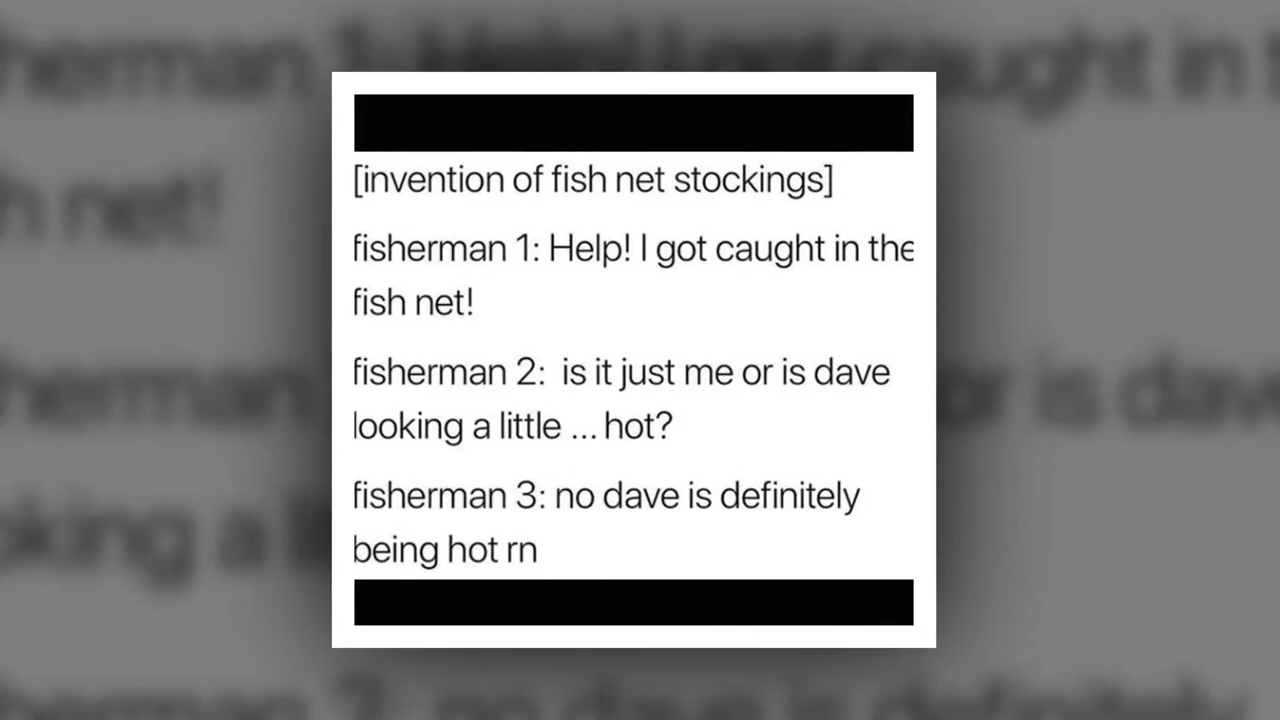 [invention of fish net stockings]
fisherman 1: Help! I got caught in the
fish net!
fisherman 2:  is it just me or is dave
looking a little ... hot?
fisherman 3: no dave is definitely
being hot rn